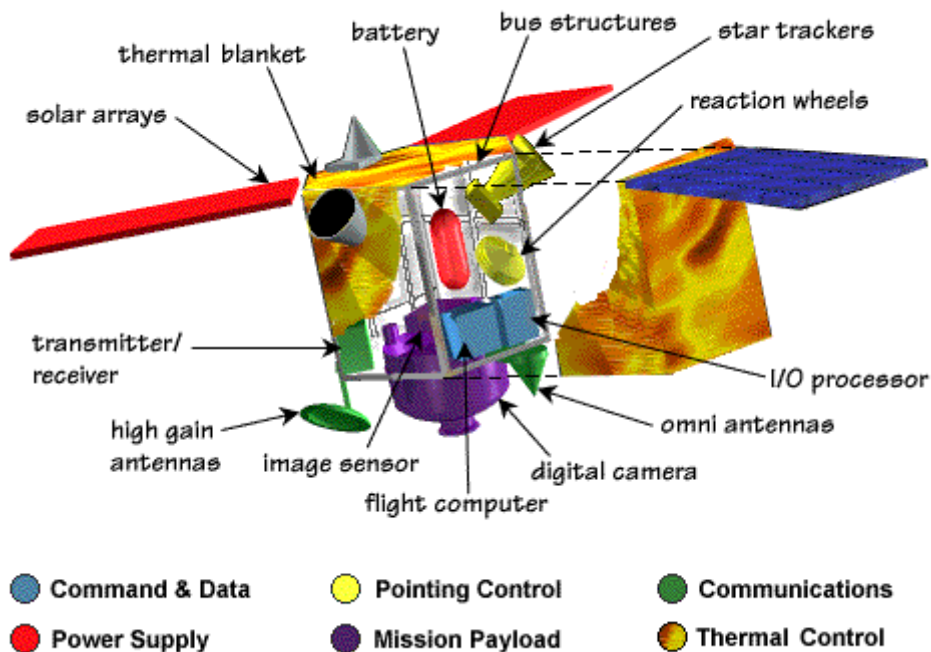 battery
bus structures
star trackers
thermal blanket
solar arrays
reaction wheels
transmitter/
receiver
I/O processor
high gain
antennas
image sensor
omni antennas
digital camera
flight computer
Command & Data
Pointing Control
Communications
Power Supply
Mission Payload
Thermal Control